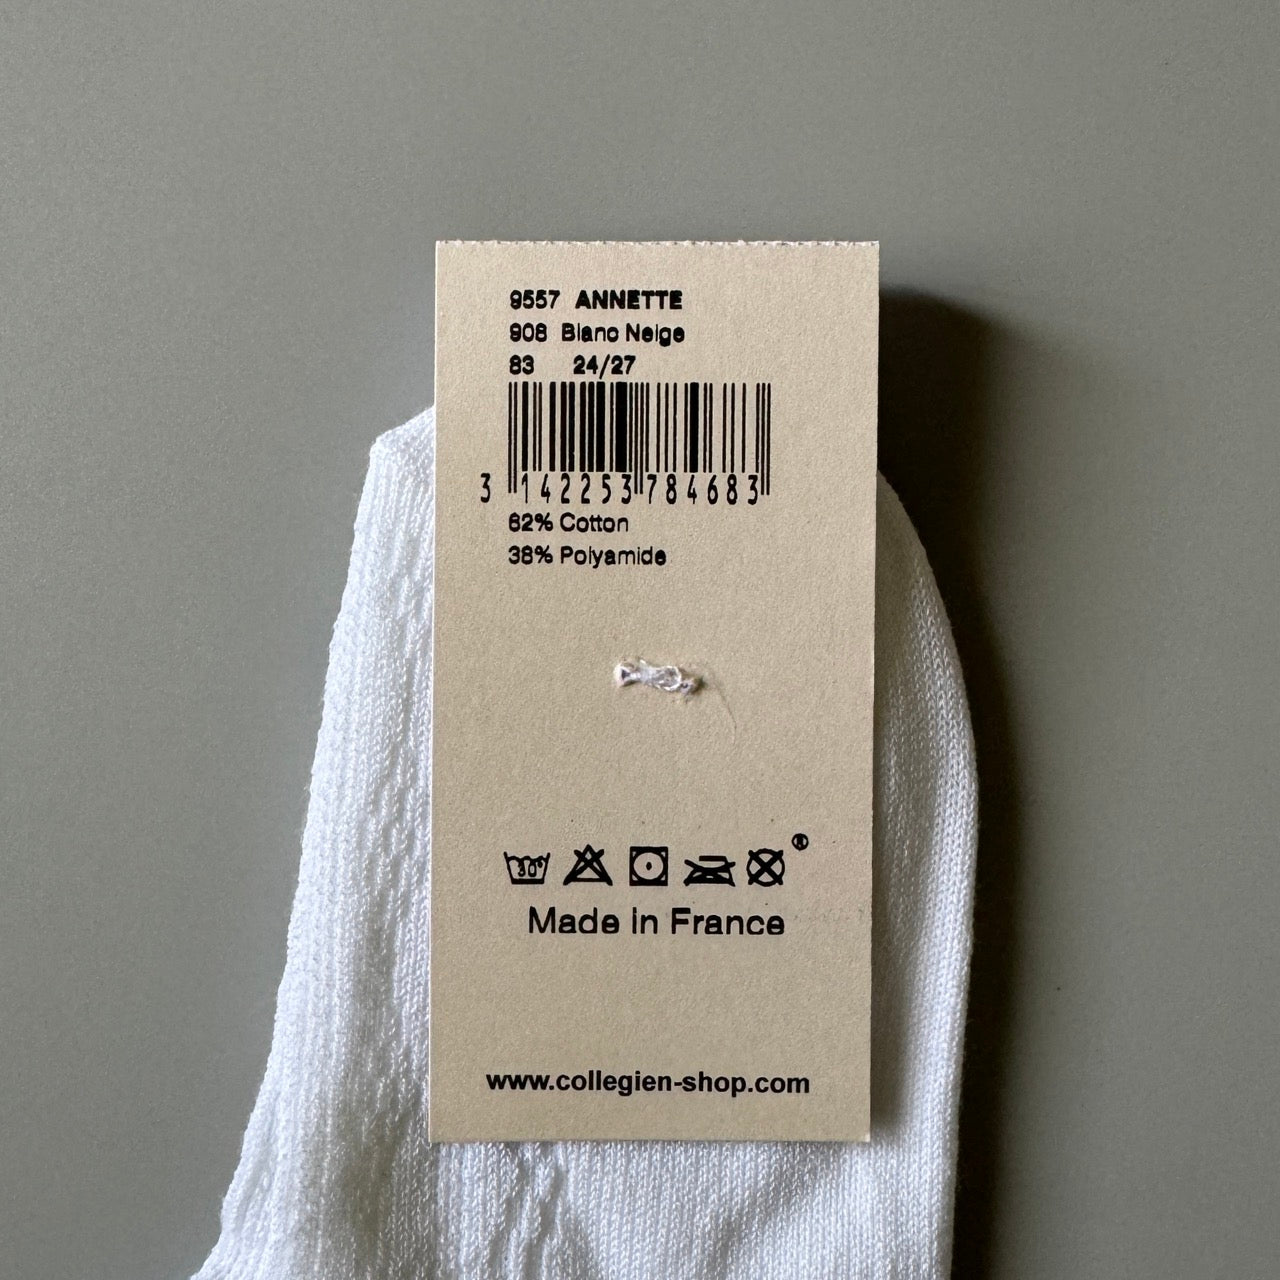 9557 ANNETTE
908 Blanc Neige
83 24/27
3 142253 784683
62% Cotton
38% Polyamide
30°
®
Made in France
www.collegien-shop.com